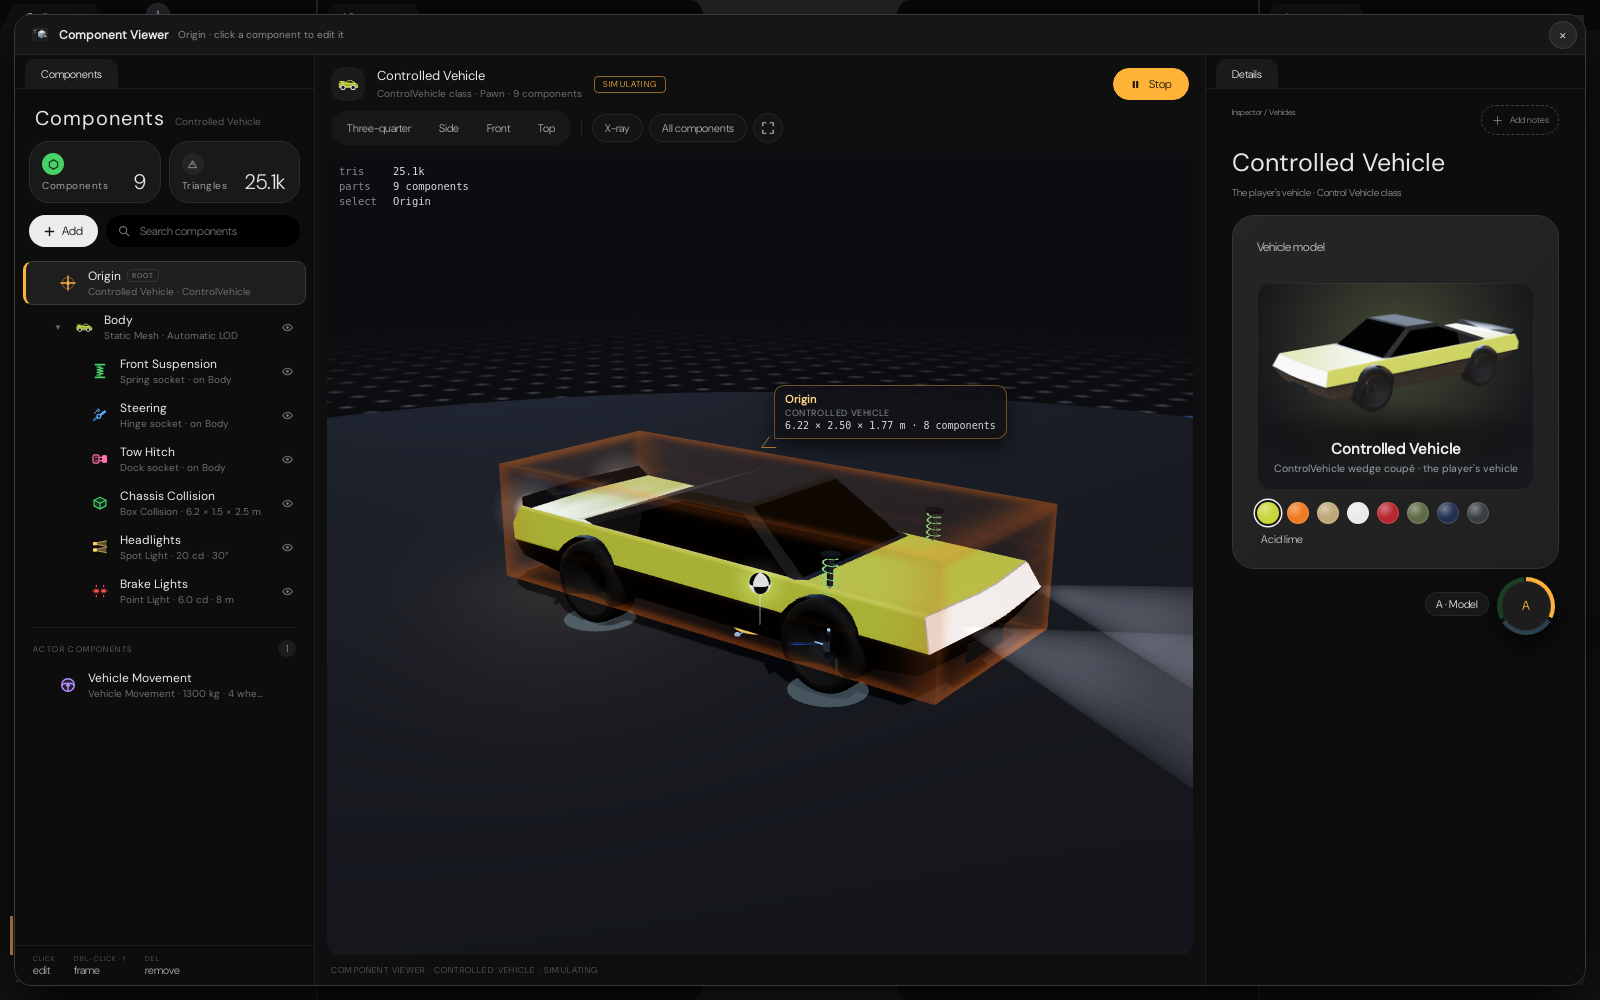 Component Viewer Origin · click a component to edit it
×
Components
Components Controlled Vehicle
Components 9
Triangles 25.1k
+ Add
Search components
Origin ROOT
Controlled Vehicle · ControlVehicle
Body
Static Mesh · Automatic LOD
Front Suspension
Spring socket · on Body
Steering
Hinge socket · on Body
Tow Hitch
Dock socket · on Body
Chassis Collision
Box Collision · 6.2 × 1.5 × 2.5 m
Headlights
Spot Light · 20 cd · 30°
Brake Lights
Point Light · 6.0 cd · 8 m
ACTOR COMPONENTS 1
Vehicle Movement
Vehicle Movement · 1300 kg · 4 whe...
CLICK DBL-CLICK · F DEL
edit frame remove
Controlled Vehicle
ControlVehicle class · Pawn · 9 components
SIMULATING
Stop
Three-quarter Side Front Top X-ray All components
tris 25.1k
parts 9 components
select Origin
Origin
CONTROLLED VEHICLE
6.22 × 2.50 × 1.77 m · 8 components
COMPONENT VIEWER · CONTROLLED VEHICLE · SIMULATING
Details
Inspector / Vehicles
+ Add notes
Controlled Vehicle
The player's vehicle · Control Vehicle class
Vehicle model
Controlled Vehicle
ControlVehicle wedge coupé · the player's vehicle
Acid lime
A · Model
A